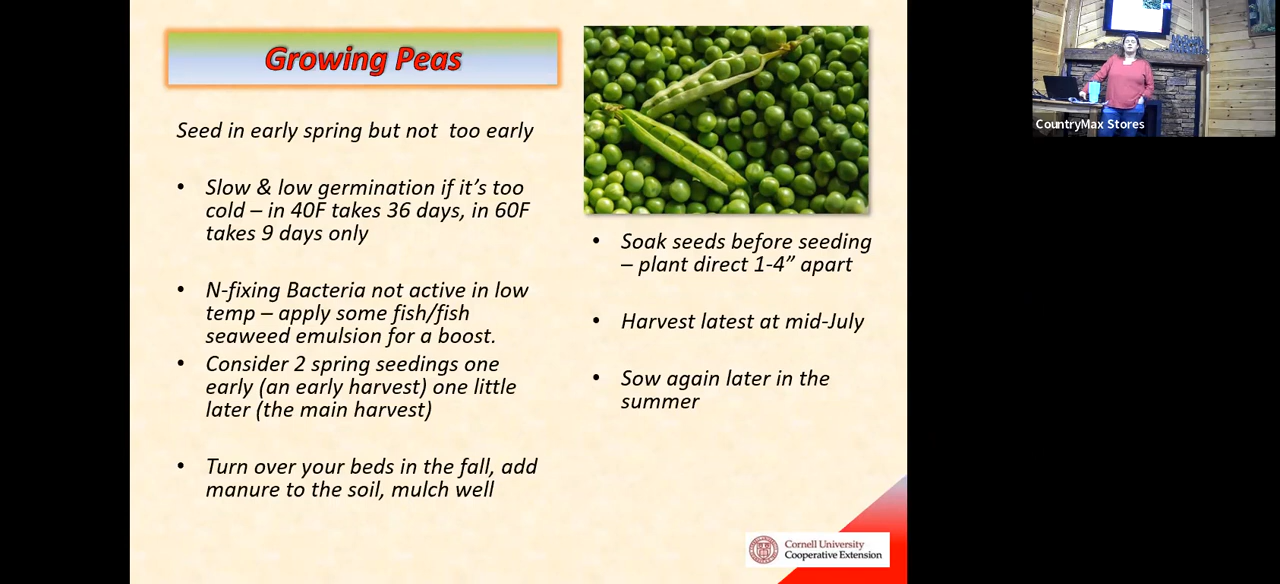 Growing Peas
Seed in early spring but not  too early
• Slow & low germination if it’s too
cold – in 40F takes 36 days, in 60F
takes 9 days only
• N-fixing Bacteria not active in low
temp – apply some fish/fish
seaweed emulsion for a boost.
• Consider 2 spring seedings one
early (an early harvest) one little
later (the main harvest)
• Turn over your beds in the fall, add
manure to the soil, mulch well
• Soak seeds before seeding
– plant direct 1-4” apart
• Harvest latest at mid-July
• Sow again later in the
summer
Cornell University
Cooperative Extension
CountryMax Stores